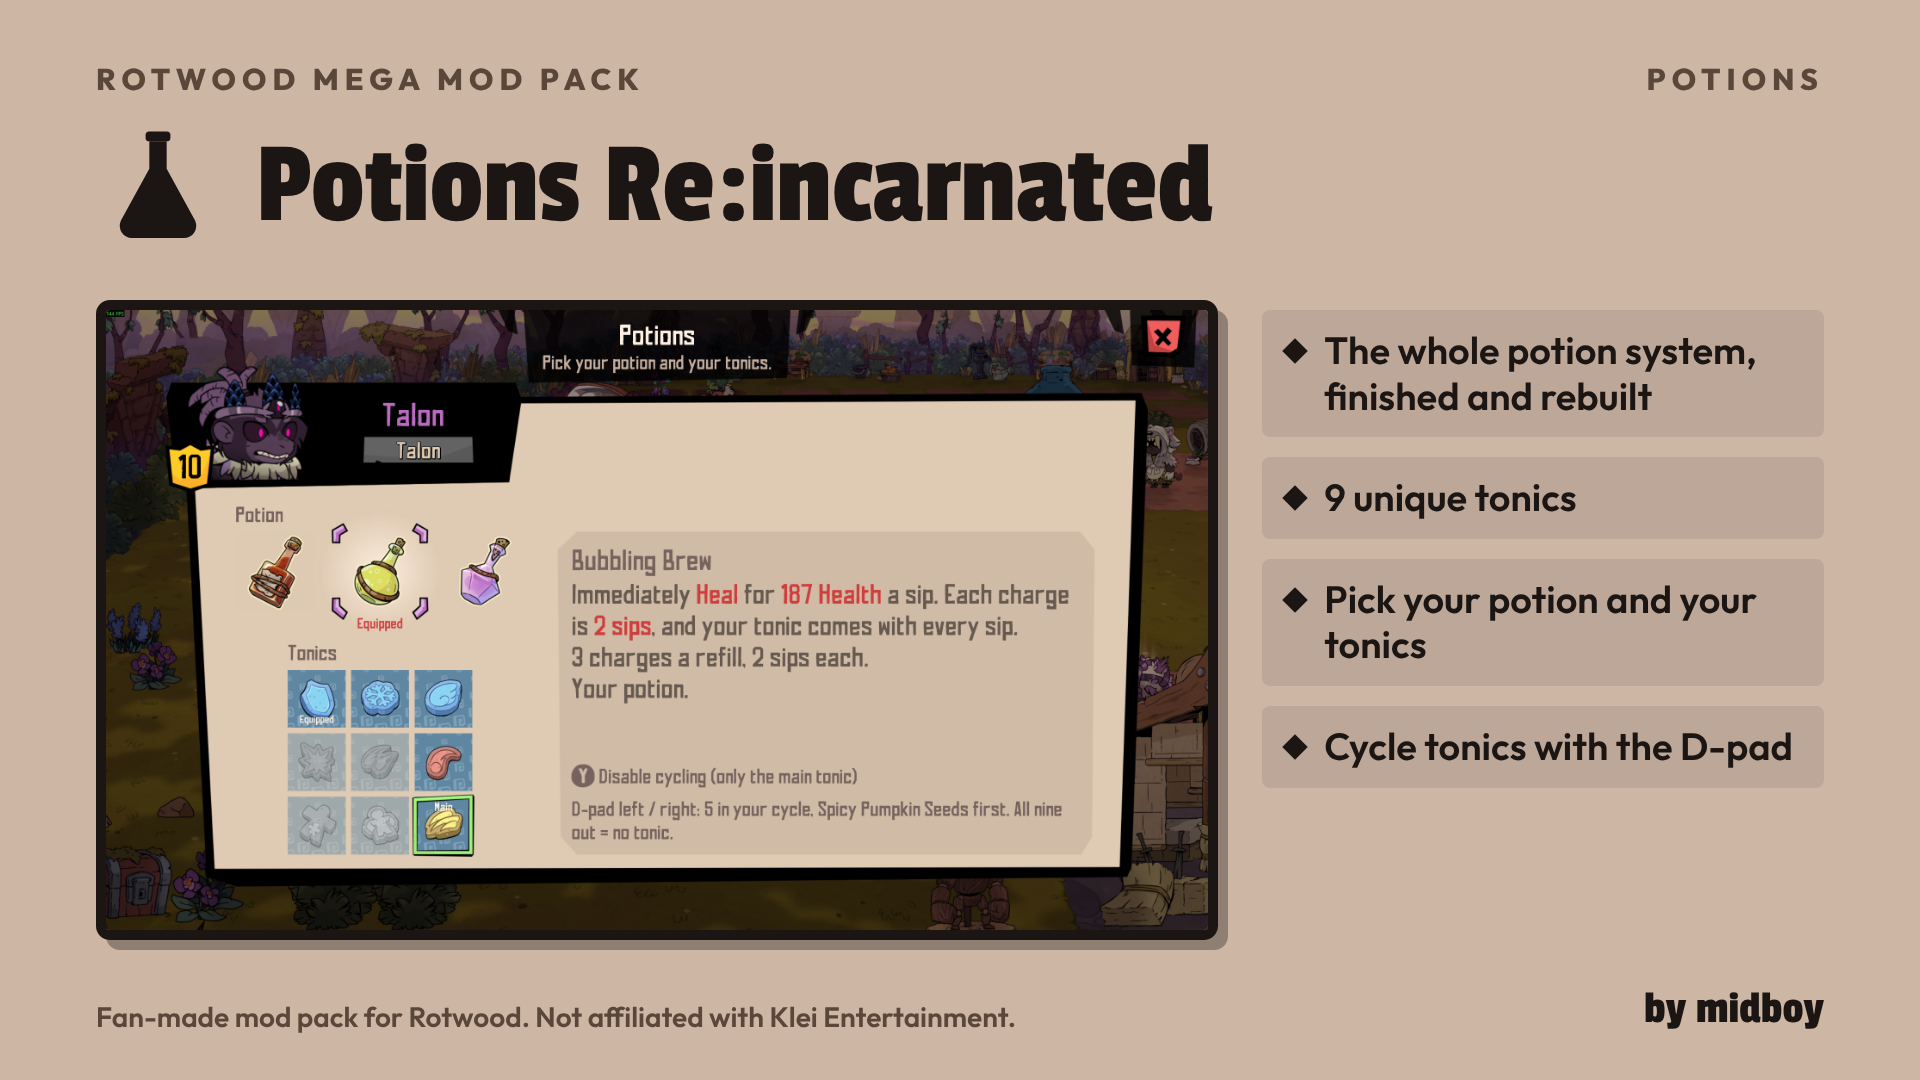 ROTWOOD MEGA MOD PACK
POTIONS
Potions Re:incarnated
144 FPS
Potions
Pick your potion and your tonics.
Talon
Talon
10
Potion
Equipped
Tonics
Equipped
Main
Bubbling Brew
Immediately Heal for 187 Health a sip. Each charge
is 2 sips, and your tonic comes with every sip.
3 charges a refill, 2 sips each.
Your potion.
Y Disable cycling (only the main tonic)
D-pad left / right: 5 in your cycle, Spicy Pumpkin Seeds first. All nine
out = no tonic.
The whole potion system,
finished and rebuilt
9 unique tonics
Pick your potion and your
tonics
Cycle tonics with the D-pad
Fan-made mod pack for Rotwood. Not affiliated with Klei Entertainment.
by midboy